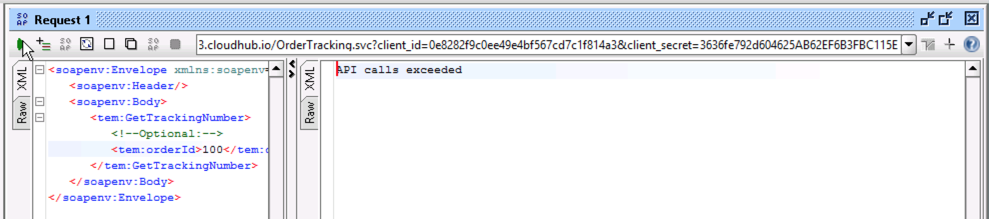 SO AP Request 1
3.cloudhub.io/OrderTracking.svc?client_id=0e8282f9c0ee49e4bf567cd7c1f814a3&client_secret=3636fe792d604625AB62EF6B3FBC115E
XML
Raw
<soapenv:Envelope xmlns:soapenv=
<soapenv:Header/>
<soapenv:Body>
<tem:GetTrackingNumber>
<!--Optional:-->
<tem:orderId>100</tem:o
</tem:GetTrackingNumber>
</soapenv:Body>
</soapenv:Envelope>
XML
Raw
API calls exceeded